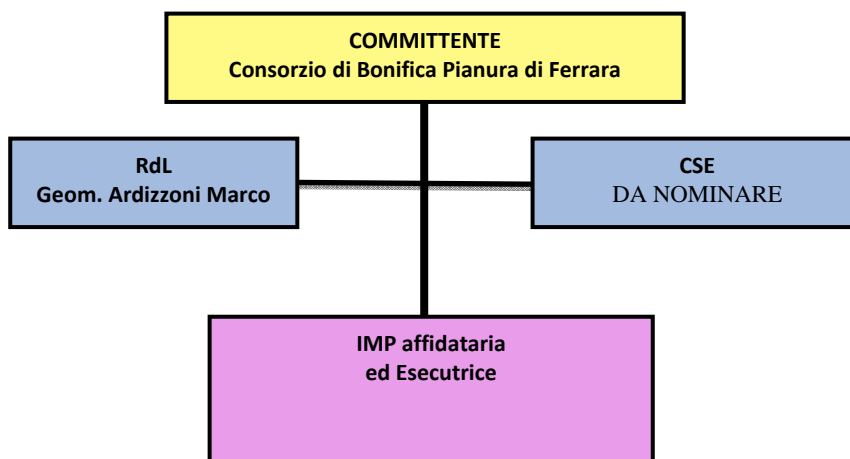 COMMITTENTE
Consorzio di Bonifica Pianura di Ferrara
RdL
Geom. Ardizzoni Marco
CSE
DA NOMINARE
IMP affidataria
ed Esecutrice